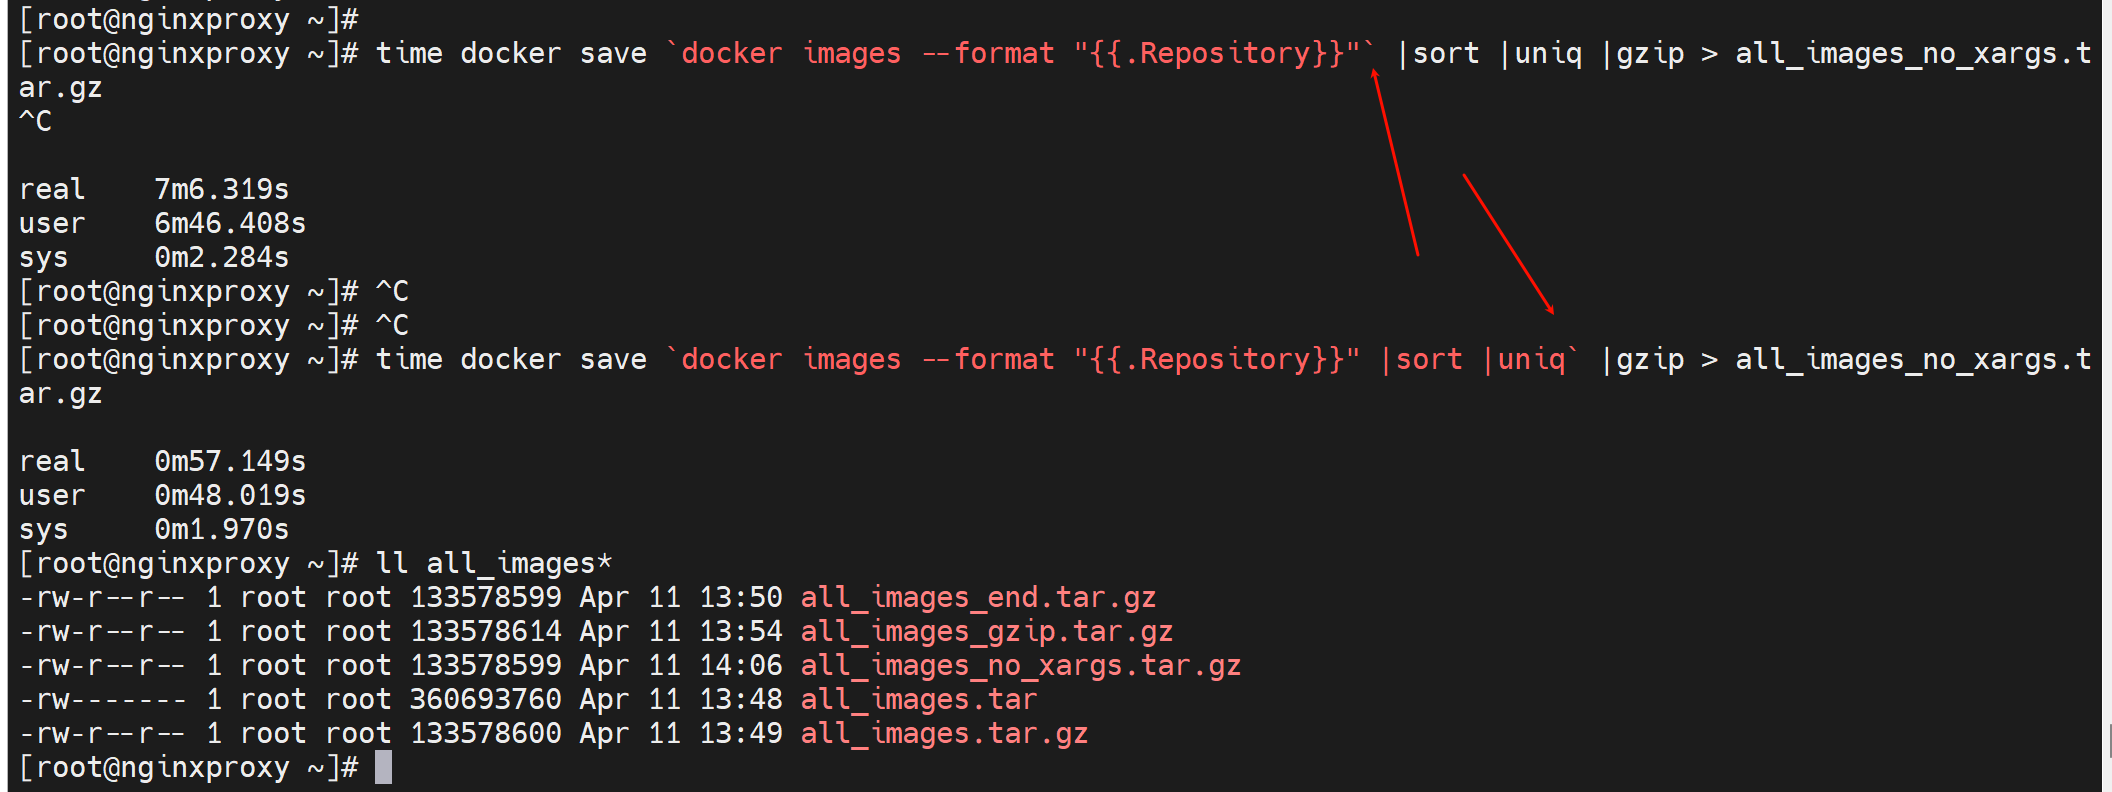 [root@nginxproxy ~]#
[root@nginxproxy ~]# time docker save `docker images --format "{{.Repository}}"` |sort |uniq |gzip > all_images_no_xargs.t
ar.gz
^C
real    7m6.319s
user    6m46.408s
sys     0m2.284s
[root@nginxproxy ~]# ^C
[root@nginxproxy ~]# ^C
[root@nginxproxy ~]# time docker save `docker images --format "{{.Repository}}" |sort |uniq` |gzip > all_images_no_xargs.t
ar.gz
real    0m57.149s
user    0m48.019s
sys     0m1.970s
[root@nginxproxy ~]# ll all_images*
-rw-r--r-- 1 root root 133578599 Apr 11 13:50 all_images_end.tar.gz
-rw-r--r-- 1 root root 133578614 Apr 11 13:54 all_images_gzip.tar.gz
-rw-r--r-- 1 root root 133578599 Apr 11 14:06 all_images_no_xargs.tar.gz
-rw------- 1 root root 360693760 Apr 11 13:48 all_images.tar
-rw-r--r-- 1 root root 133578600 Apr 11 13:49 all_images.tar.gz
[root@nginxproxy ~]#